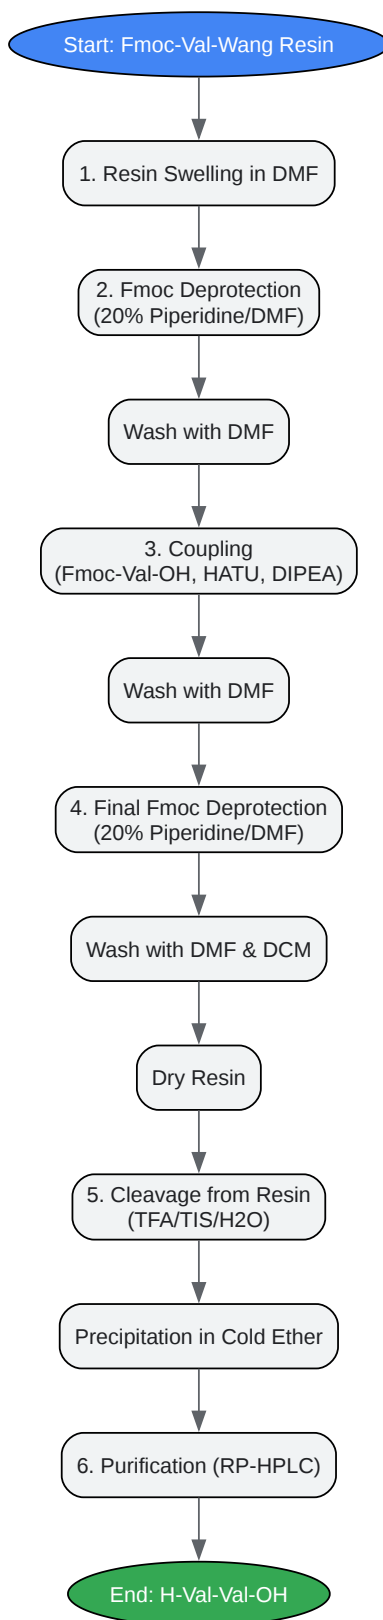 Start: Fmoc-Val-Wang Resin
1. Resin Swelling in DMF
2. Fmoc Deprotection
(20% Piperidine/DMF)
Wash with DMF
3. Coupling
(Fmoc-Val-OH, HATU, DIPEA)
Wash with DMF
4. Final Fmoc Deprotection
(20% Piperidine/DMF)
Wash with DMF & DCM
Dry Resin
5. Cleavage from Resin
(TFA/TIS/H2O)
Precipitation in Cold Ether
6. Purification (RP-HPLC)
End: H-Val-Val-OH